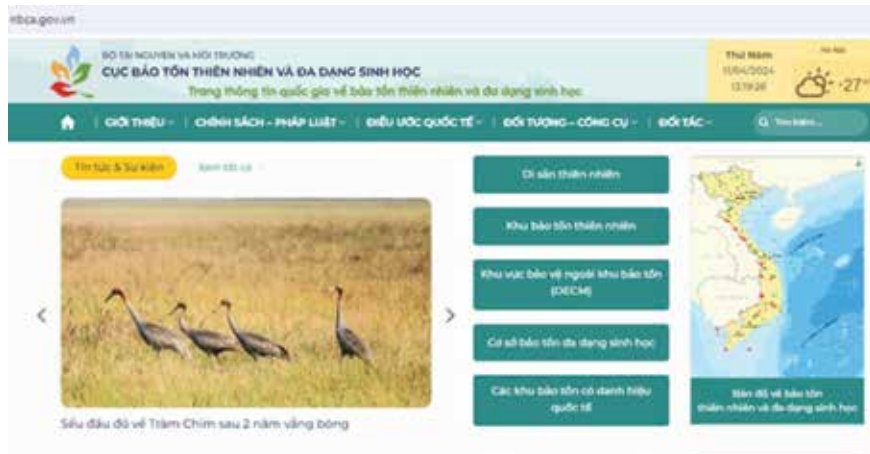 nbca.gov.vn
BỘ TÀI NGUYÊN VÀ MÔI TRƯỜNG
CỤC BẢO TỒN THIÊN NHIÊN VÀ ĐA DẠNG SINH HỌC
Trang thông tin quốc gia về bảo tồn thiên nhiên và đa dạng sinh học
Thứ Năm
Hà Nội
11/04/2024
13:19:26
27°
GIỚI THIỆU
CHÍNH SÁCH – PHÁP LUẬT
ĐIỀU ƯỚC QUỐC TẾ
ĐỐI TƯỢNG – CÔNG CỤ
ĐỐI TÁC
Tìm kiếm...
Tin tức & Sự kiện
Xem tất cả
Di sản thiên nhiên
Khu bảo tồn thiên nhiên
Khu vực bảo vệ ngoài khu bảo tồn
(OECM)
Cơ sở bảo tồn đa dạng sinh học
Các khu bảo tồn có danh hiệu
quốc tế
Bản đồ về bảo tồn
thiên nhiên và đa dạng sinh học
Sếu đầu đỏ về Tràm Chim sau 2 năm vắng bóng